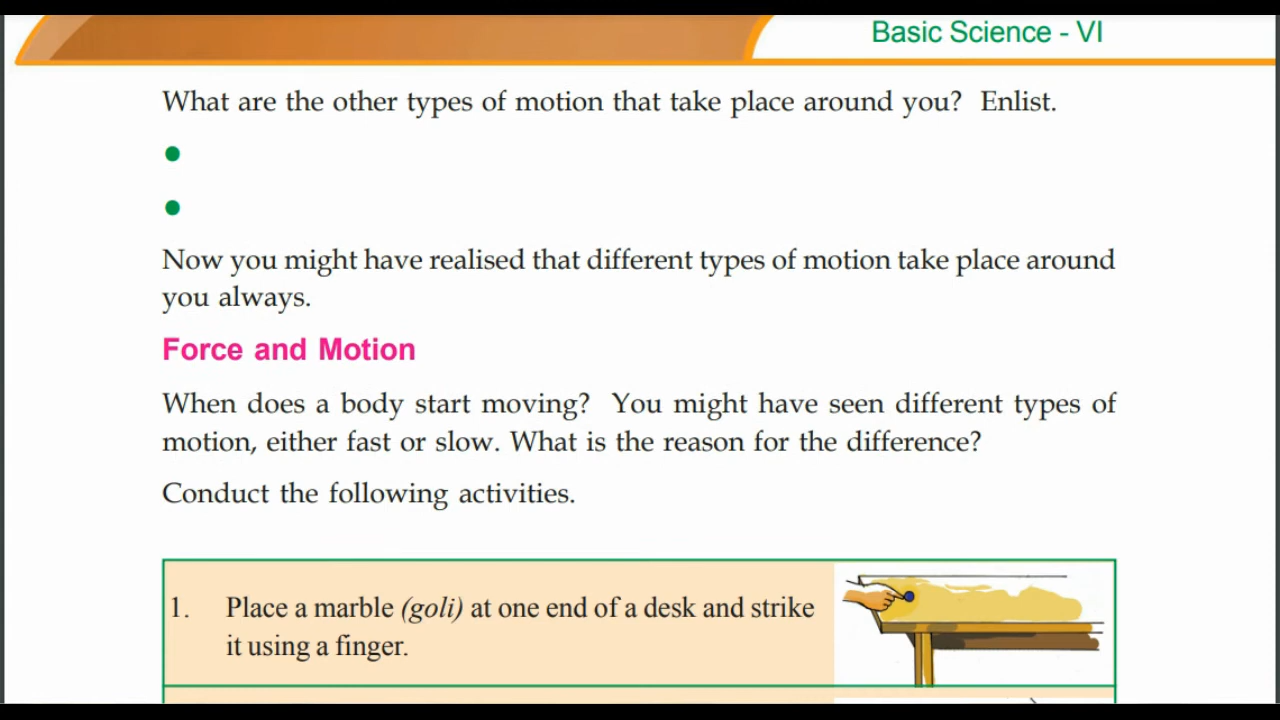 Basic Science - VI
What are the other types of motion that take place around you? Enlist.
Now you might have realised that different types of motion take place around
you always.
Force and Motion
When does a body start moving? You might have seen different types of
motion, either fast or slow. What is the reason for the difference?
Conduct the following activities.
1. Place a marble (goli) at one end of a desk and strike
it using a finger.